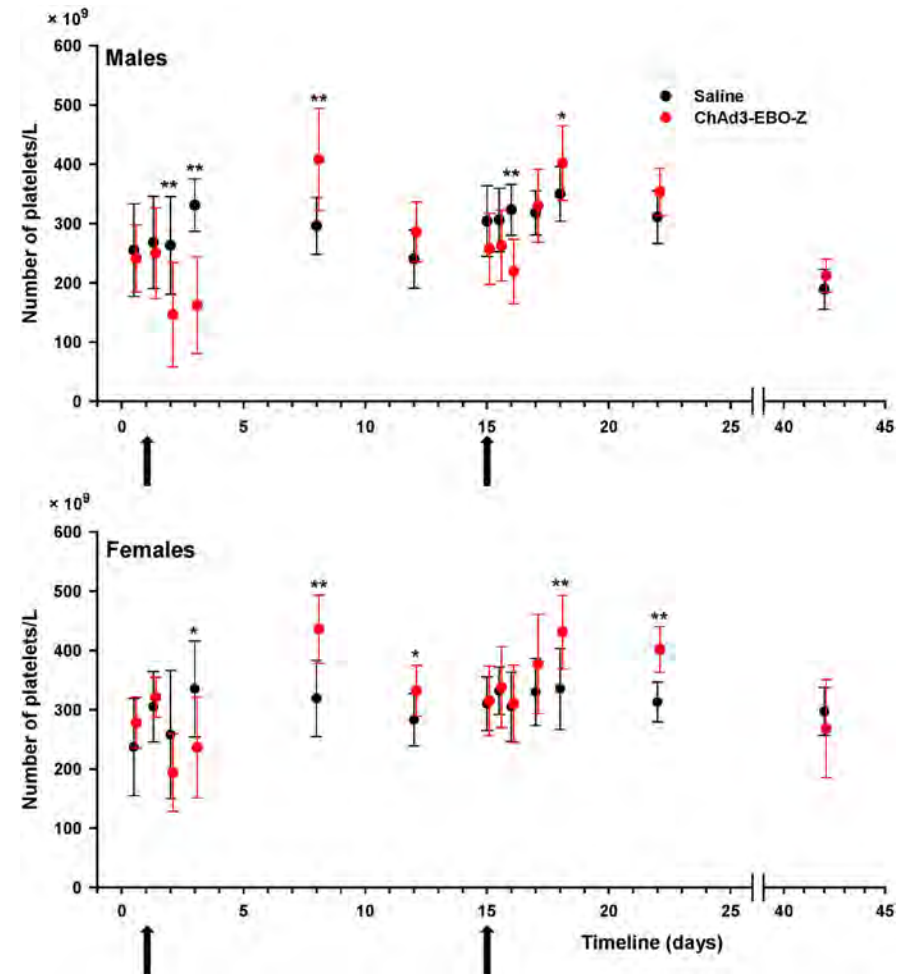 × 10⁹
600
Males
500
400
300
200
100
0
Number of platelets/L
** ** ** ** *
Saline
ChAd3-EBO-Z
0 5 10 15 20 25 40 45
× 10⁹
600
Females
500
400
300
200
100
0
Number of platelets/L
* ** * ** **
0 5 10 15 20 25 40 45
Timeline (days)